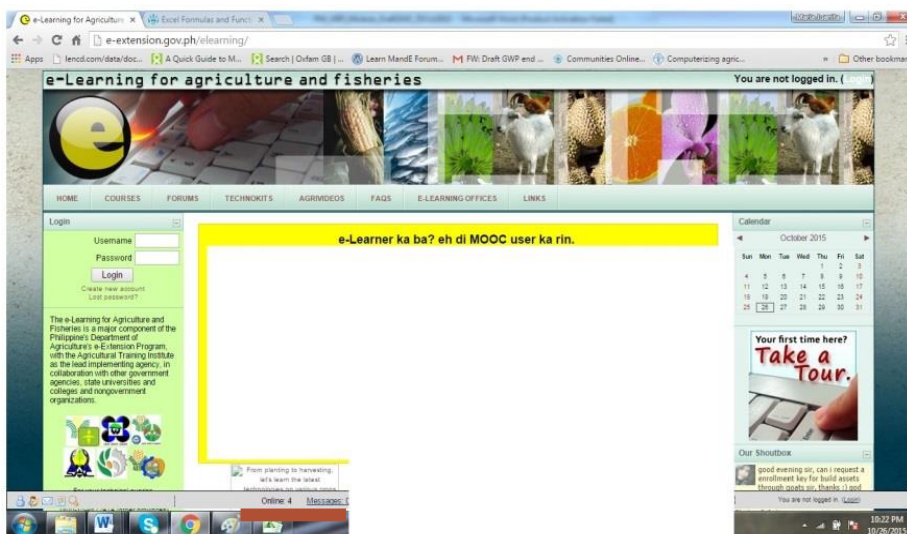 e-Learning for Agriculture
Excel Formulas and Functi
e-extension.gov.ph/elearning/
Apps
lencd.com/data/doc...
A Quick Guide to M...
Search | Oxfam GB | ...
Learn MandE Forum...
FW: Draft GWP end ...
Communities Online...
Computerizing agric...
»
Other bookmar
e-Learning for agriculture and fisheries
You are not logged in. (Login)
HOME COURSES FORUMS TECHNOKITS AGRIVIDEOS FAQS E-LEARNING OFFICES LINKS
Login
Username
Password
Login
Create new account
Lost password?
The e-Learning for Agriculture and
Fisheries is a major component of the
Philippine's Department of
Agriculture's e-Extension Program,
with the Agricultural Training Institute
as the lead implementing agency, in
collaboration with other government
agencies, state universities and
colleges and nongovernment
organizations.
e-Learner ka ba? eh di MOOC user ka rin.
From planting to harvesting,
let's learn the latest
Calendar
October 2015
Sun Mon Tue Wed Thu Fri Sat
1 2 3
4 5 6 7 8 9 10
11 12 13 14 15 16 17
18 19 20 21 22 23 24
25 26 27 28 29 30 31
Your first time here?
Take a
Tour.
Our Shoutbox
good evening sir, can i request a
enrollment key for build assets
through goats sir, thanks :) god
Online: 4
Messages: 0
You are not logged in. (Login)
10:22 PM
10/26/2015